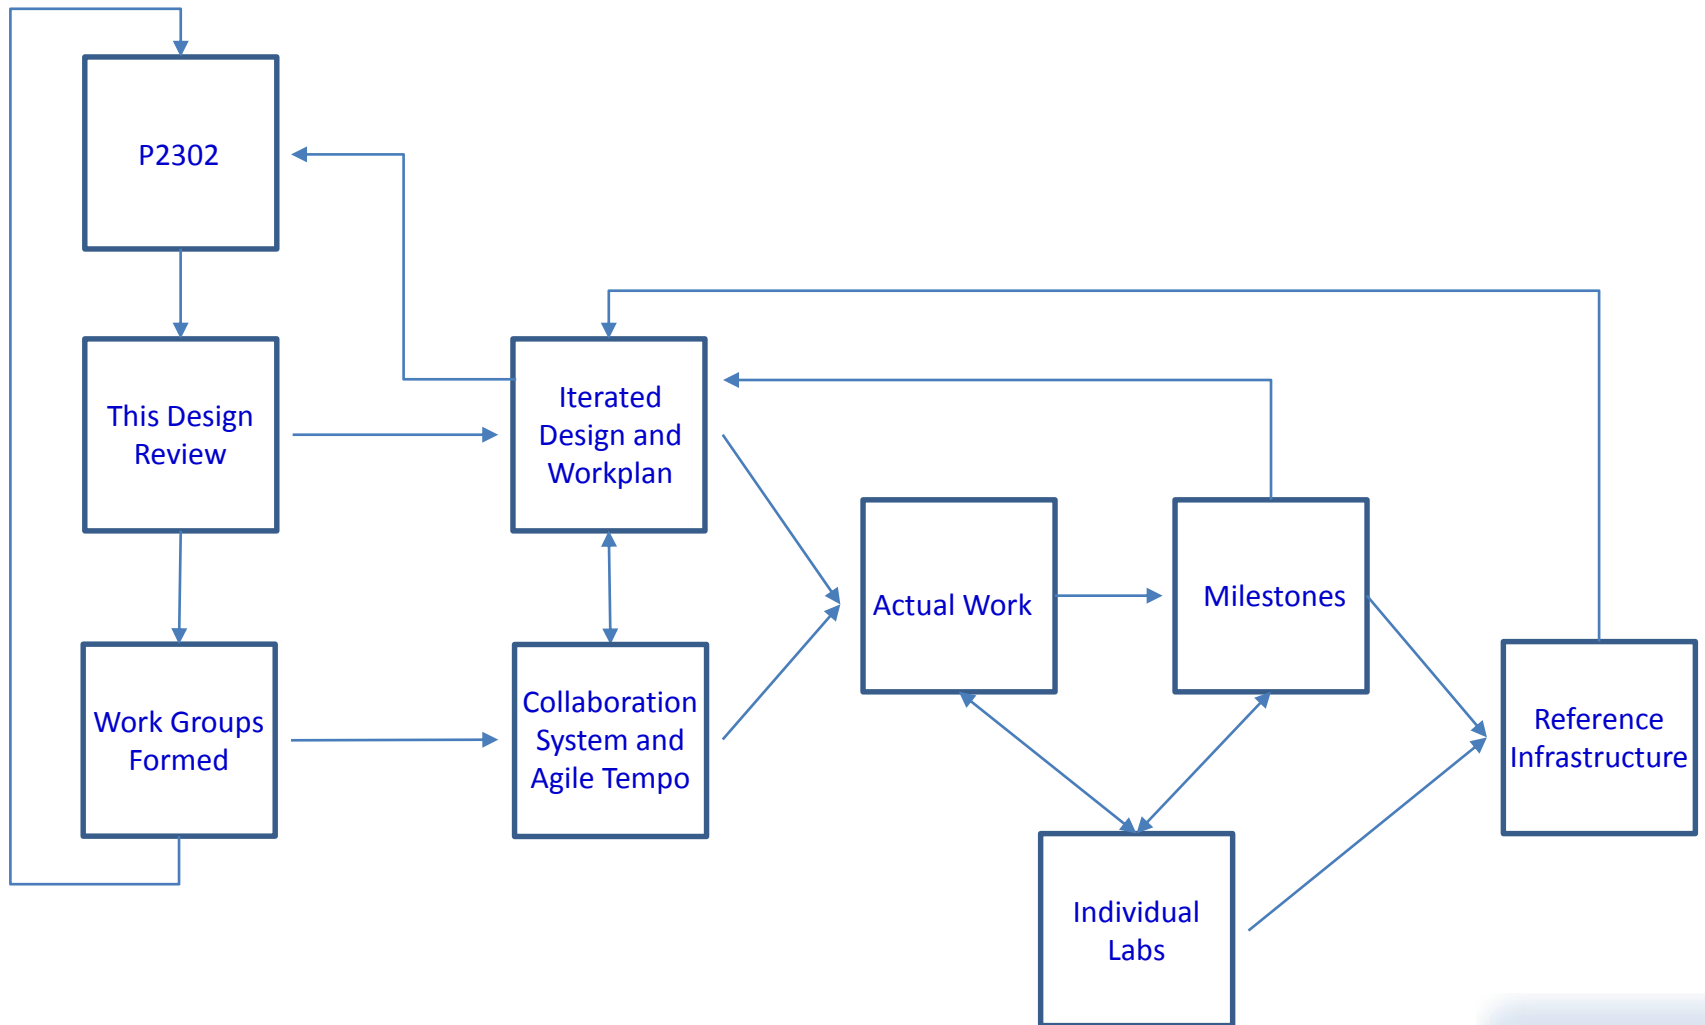 P2302
This Design
Review
Iterated
Design and
Workplan
Actual Work
Milestones
Work Groups
Formed
Collaboration
System and
Agile Tempo
Reference
Infrastructure
Individual
Labs